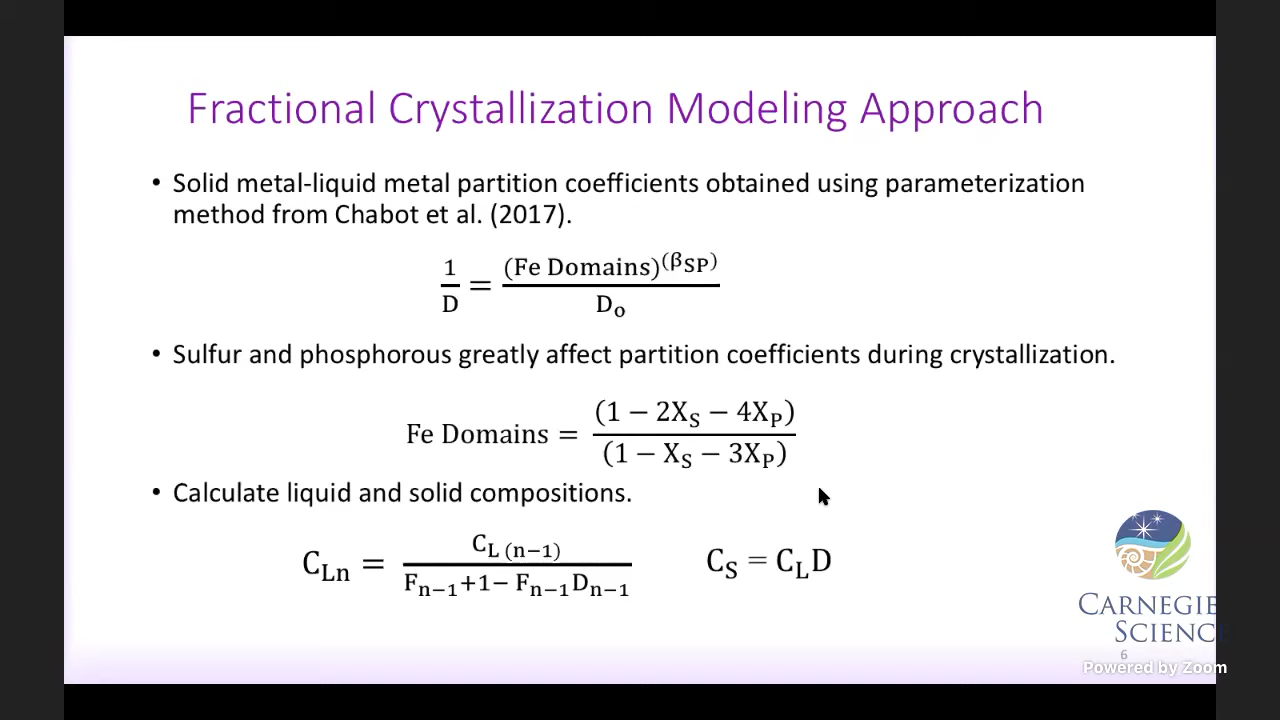 Fractional Crystallization Modeling Approach
• Solid metal-liquid metal partition coefficients obtained using parameterization
method from Chabot et al. (2017).
1/D = (Fe Domains)^(βSP) / Do
• Sulfur and phosphorous greatly affect partition coefficients during crystallization.
Fe Domains = (1 − 2XS − 4XP) / (1 − XS − 3XP)
• Calculate liquid and solid compositions.
CLn = CL (n−1) / Fn−1+1− Fn−1Dn−1
CS = CLD
CARNEGIE
SCIENCE
6
Powered by Zoom